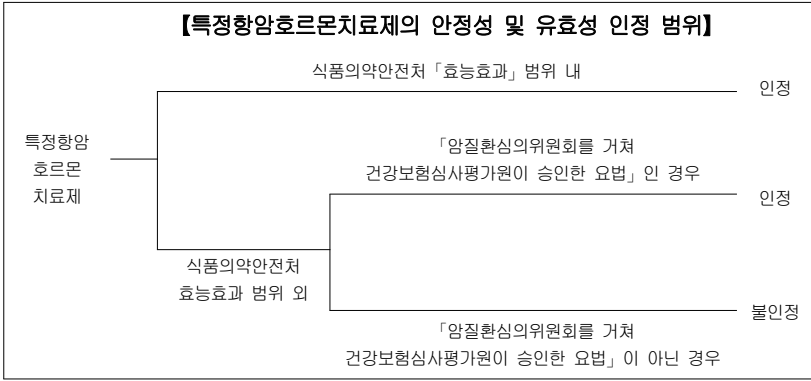 【특정항암호르몬치료제의 안정성 및 유효성 인정 범위】
식품의약안전처「효능효과」범위 내
인정
특정항암
호르몬
치료제
「암질환심의위원회를 거쳐
건강보험심사평가원이 승인한 요법」인 경우
인정
식품의약안전처
효능효과 범위 외
불인정
「암질환심의위원회를 거쳐
건강보험심사평가원이 승인한 요법」이 아닌 경우